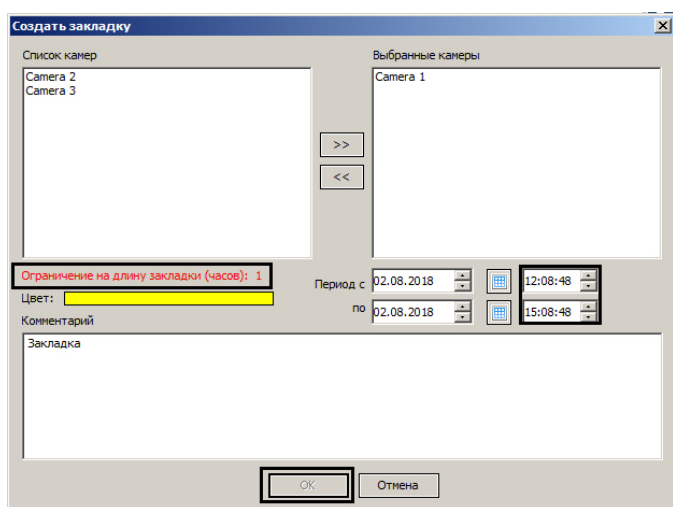 Создать закладку
Список камер
Выбранные камеры
Camera 2
Camera 3
Camera 1
>>
<<
Ограничение на длину закладки (часов): 1
Период с 02.08.2018 12:08:48
Цвет:
по 02.08.2018 15:08:48
Комментарий
Закладка
OK Отмена